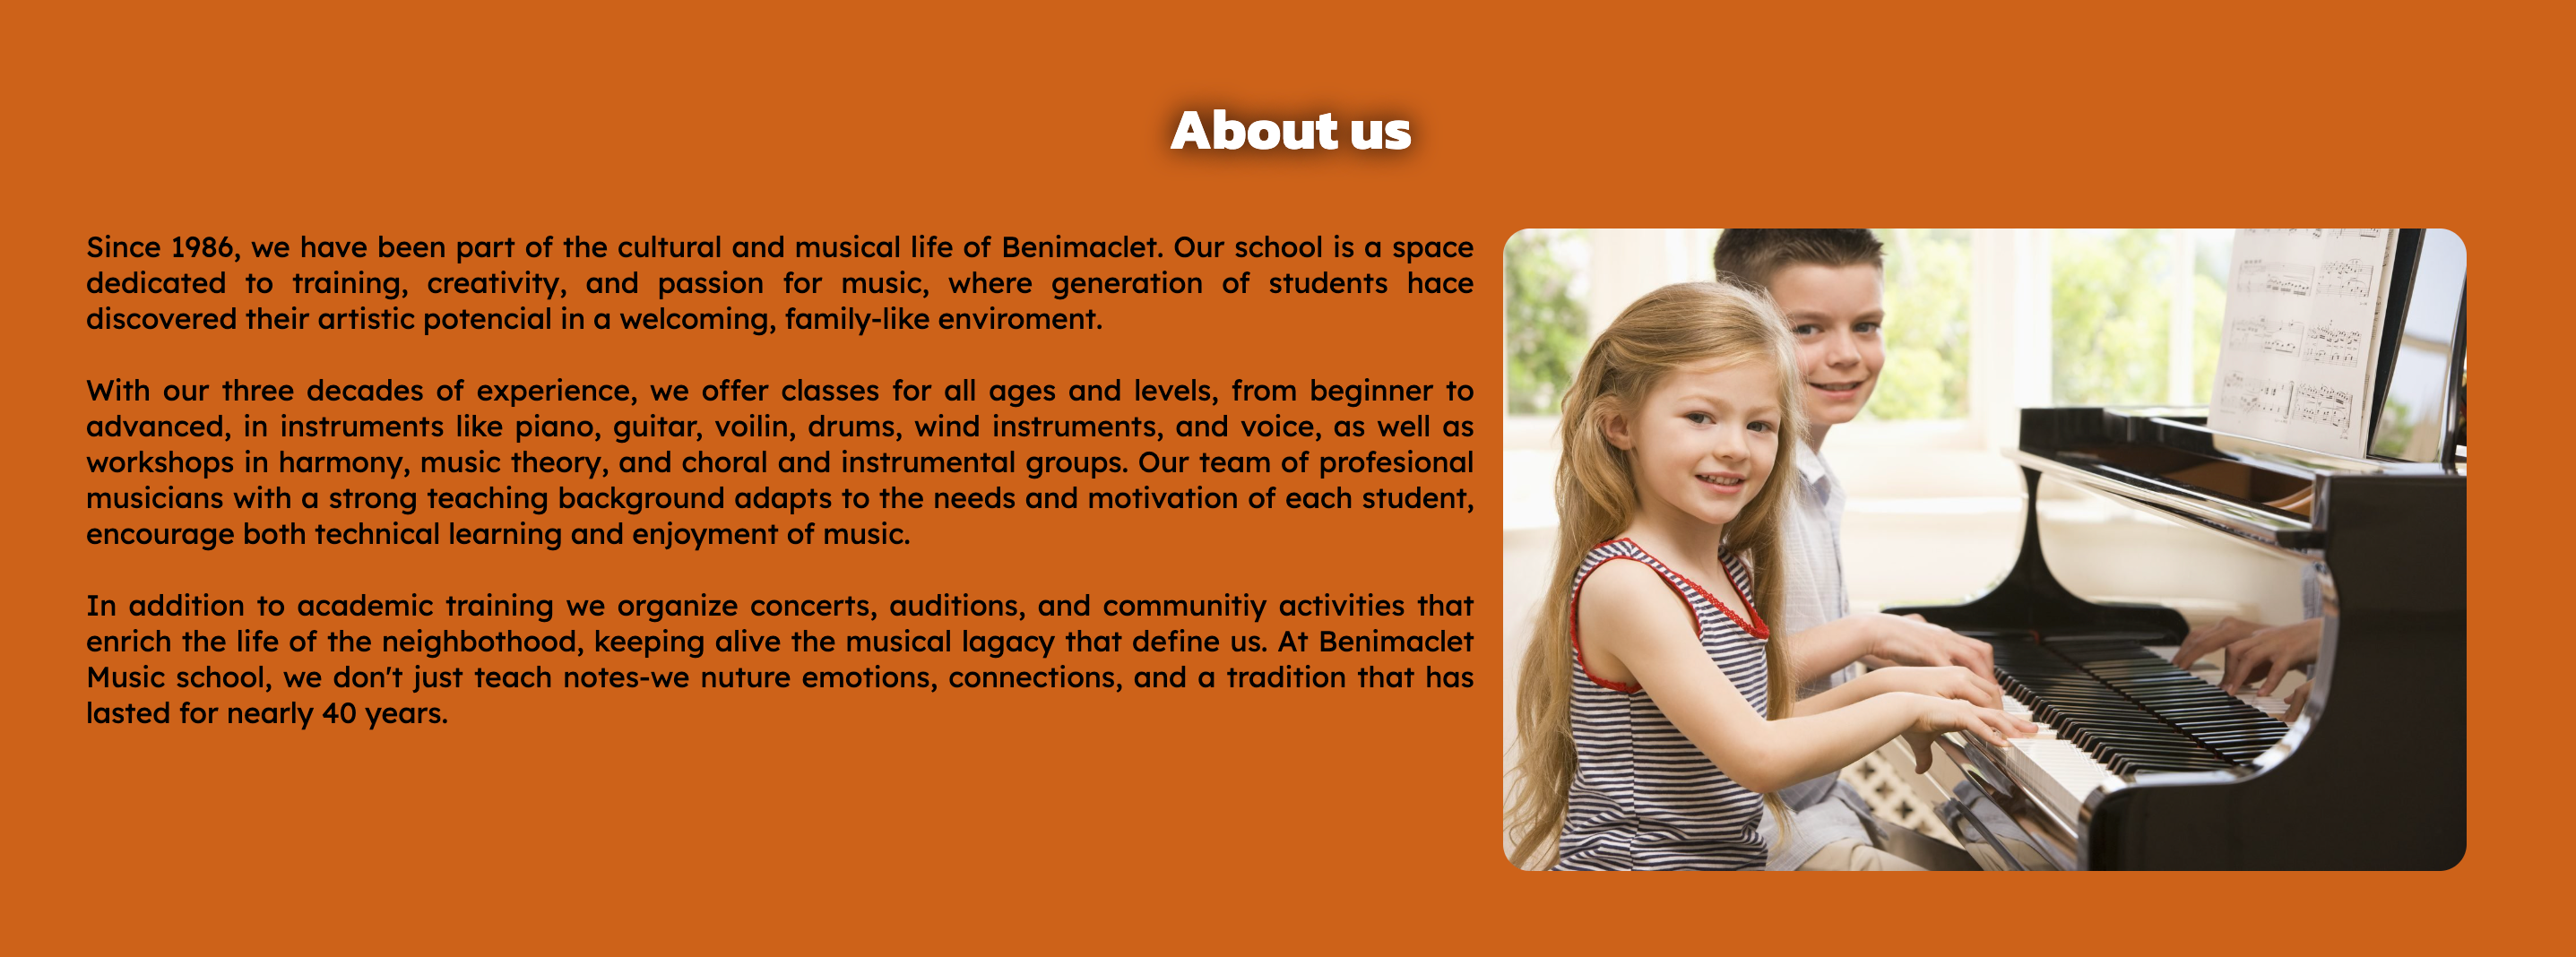 About us
Since 1986, we have been part of the cultural and musical life of Benimaclet. Our school is a space
dedicated to training, creativity, and passion for music, where generation of students hace
discovered their artistic potencial in a welcoming, family-like enviroment.
With our three decades of experience, we offer classes for all ages and levels, from beginner to
advanced, in instruments like piano, guitar, voilin, drums, wind instruments, and voice, as well as
workshops in harmony, music theory, and choral and instrumental groups. Our team of profesional
musicians with a strong teaching background adapts to the needs and motivation of each student,
encourage both technical learning and enjoyment of music.
In addition to academic training we organize concerts, auditions, and communitiy activities that
enrich the life of the neighbothood, keeping alive the musical lagacy that define us. At Benimaclet
Music school, we don't just teach notes-we nuture emotions, connections, and a tradition that has
lasted for nearly 40 years.